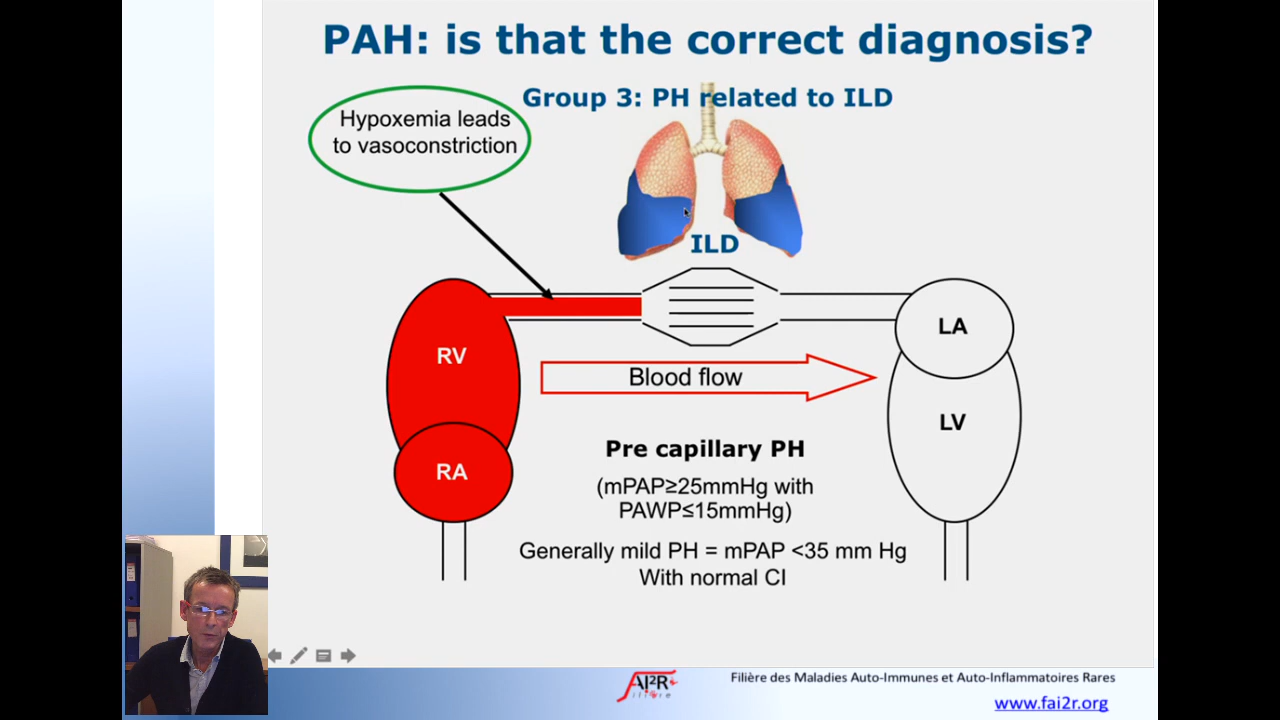 PAH: is that the correct diagnosis?
Group 3: PH related to ILD
Hypoxemia leads
to vasoconstriction
ILD
RV
RA
LA
LV
Blood flow
Pre capillary PH
(mPAP≥25mmHg with
PAWP≤15mmHg)
Generally mild PH = mPAP <35 mm Hg
With normal CI
FAI²R
filière
Filière des Maladies Auto-Immunes et Auto-Inflammatoires Rares
www.fai2r.org